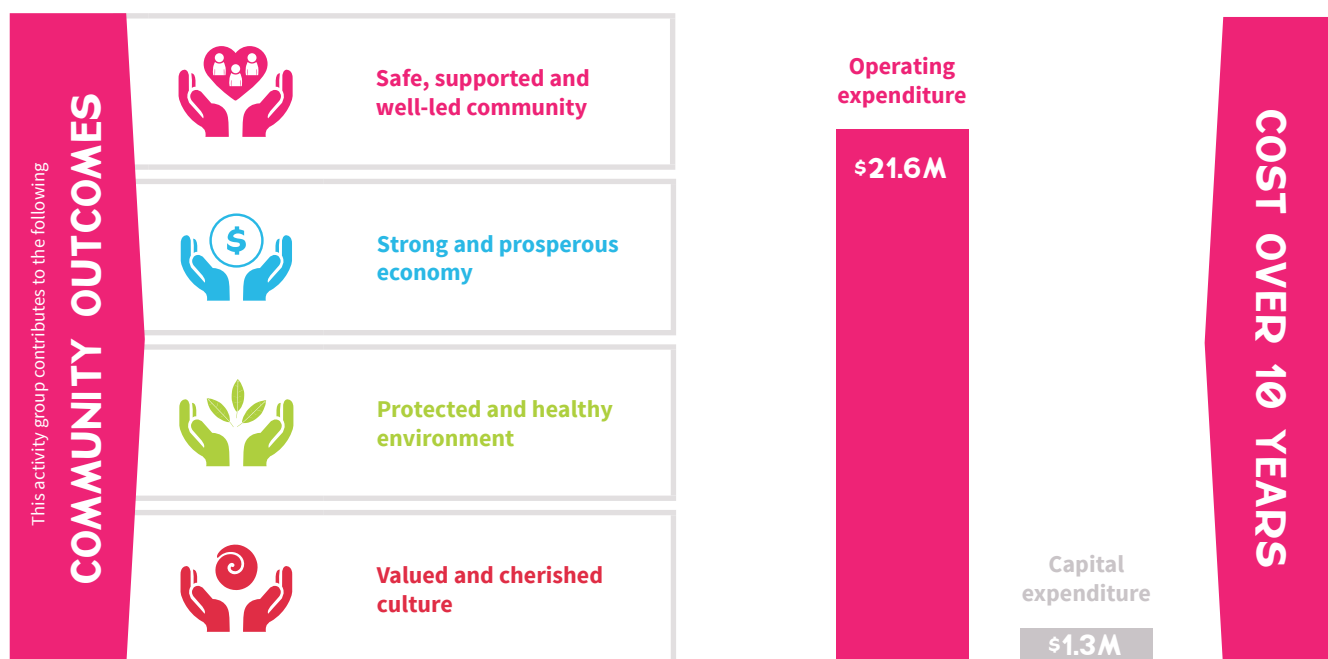 This activity group contributes to the following
COMMUNITY OUTCOMES
Safe, supported and
well-led community
$
Strong and prosperous
economy
Protected and healthy
environment
Valued and cherished
culture
Operating
expenditure
$21.6M
Capital
expenditure
$1.3M
COST OVER 10 YEARS